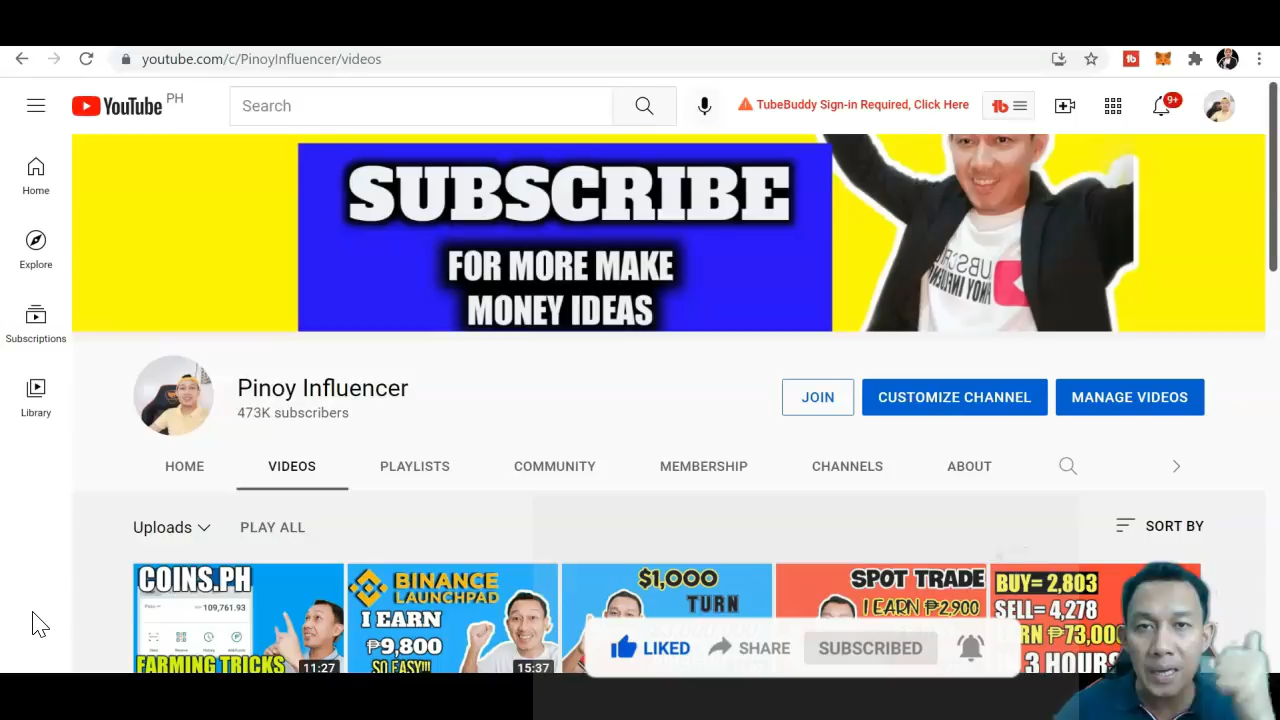 youtube.com/c/PinoyInfluencer/videos
YouTube PH
Search
TubeBuddy Sign-in Required, Click Here
tb
9+
Home
Explore
Subscriptions
Library
SUBSCRIBE
FOR MORE MAKE
MONEY IDEAS
Pinoy Influencer
473K subscribers
JOIN
CUSTOMIZE CHANNEL
MANAGE VIDEOS
HOME
VIDEOS
PLAYLISTS
COMMUNITY
MEMBERSHIP
CHANNELS
ABOUT
Uploads
PLAY ALL
SORT BY
COINS.PH
109,761.93
FARMING TRICKS
11:27
BINANCE
LAUNCHPAD
I EARN
₱9,800
SO EASY!!!
15:37
$1,000
TURN
SPOT TRADE
I EARN ₱2,900
BUY= 2,803
SELL= 4,278
73,000
3 HOURS
LIKED
SHARE
SUBSCRIBED